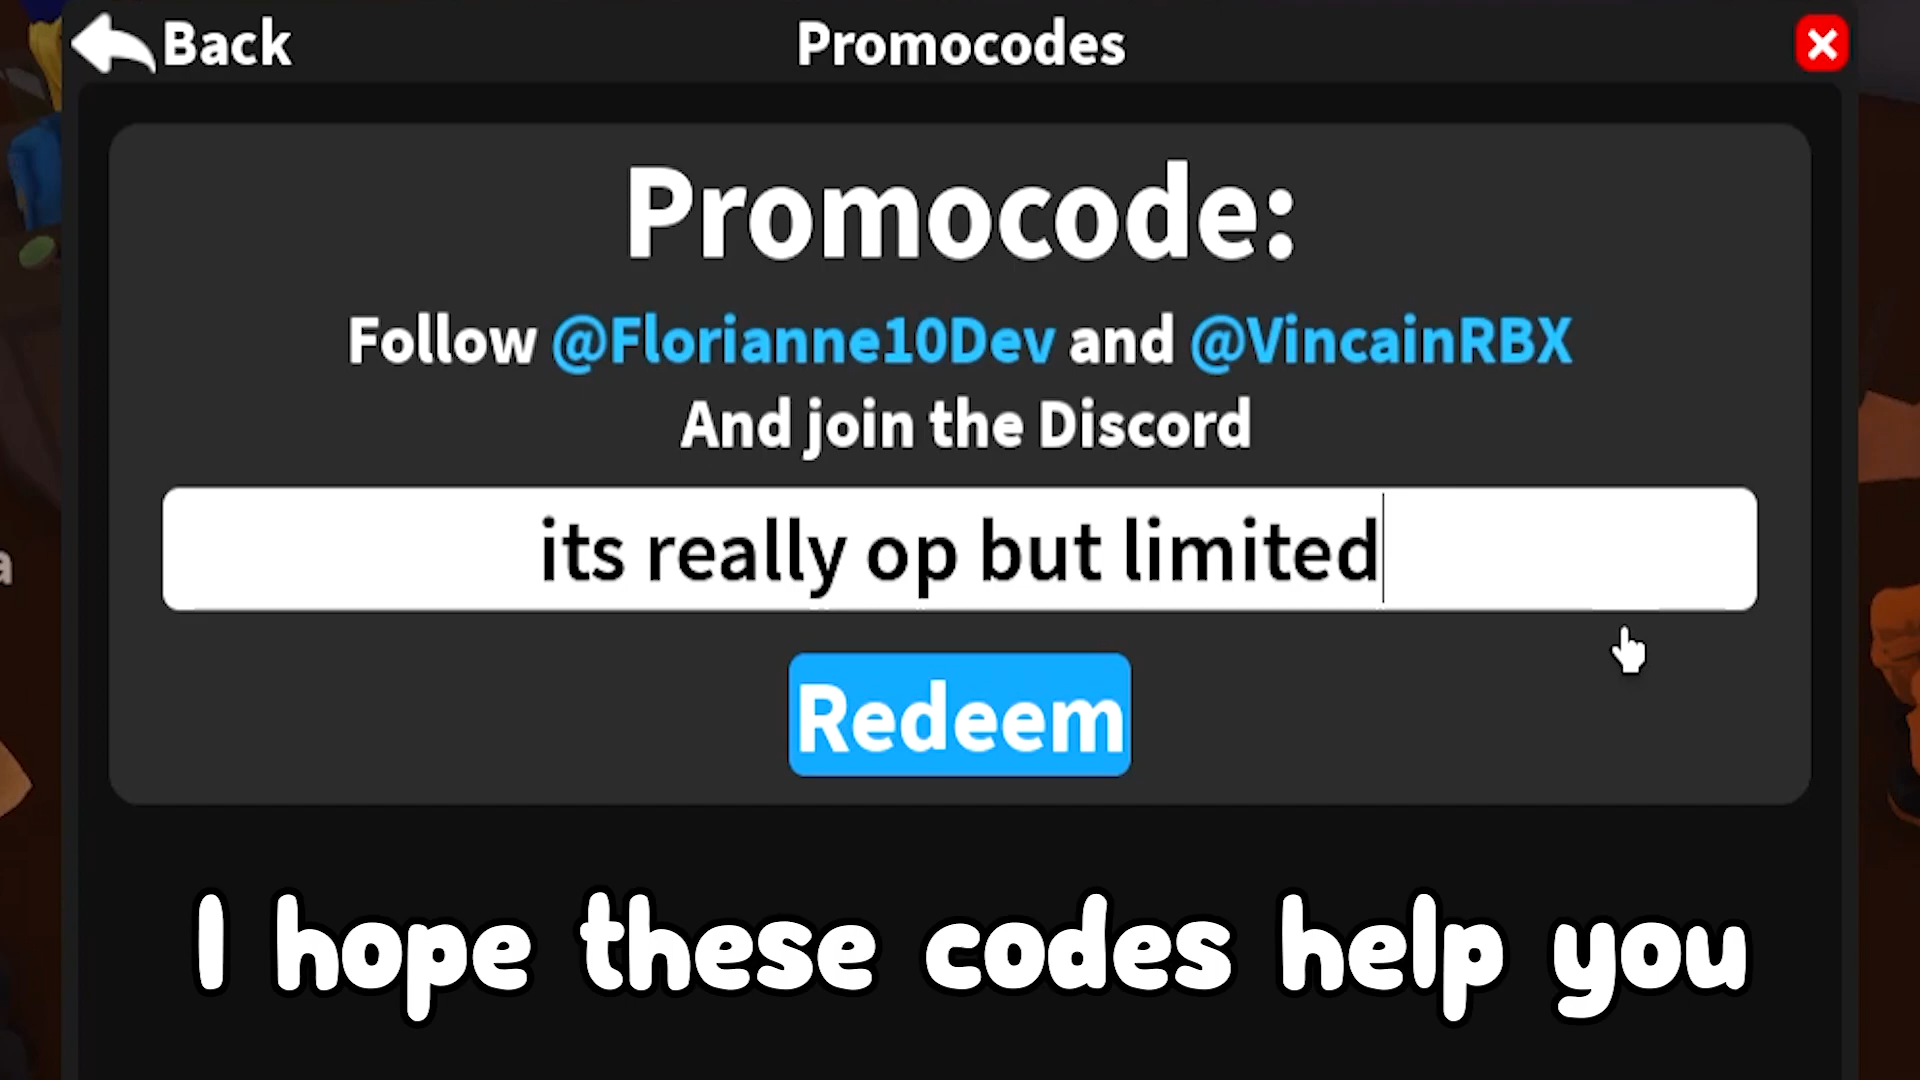 Back
Promocodes
Promocode:
Follow @Florianne10Dev and @VincainRBX
And join the Discord
its really op but limited
Redeem
I hope these codes help you
a